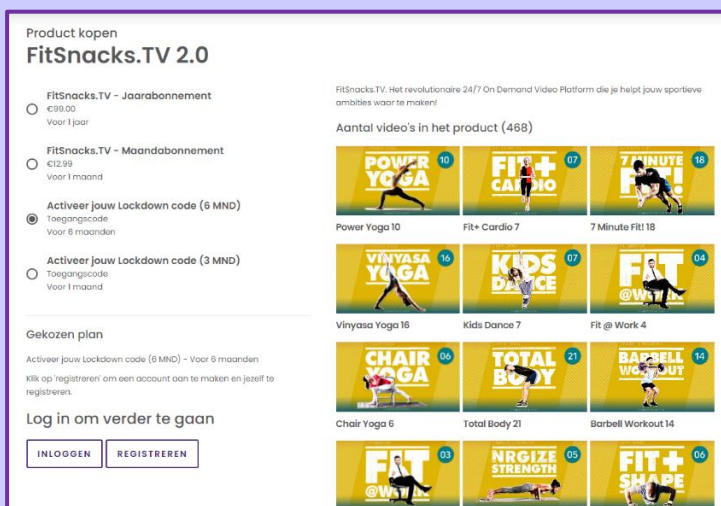 Product kopen
FitSnacks.TV 2.0
FitSnacks.TV - Jaarabonnement
€99.00
Voor 1 jaar
FitSnacks.TV - Maandabonnement
€12.99
Voor 1 maand
Activeer jouw Lockdown code (6 MND)
Toegangscode
Voor 6 maanden
Activeer jouw Lockdown code (3 MND)
Toegangscode
Voor 1 maand
Gekozen plan
Activeer jouw Lockdown code (6 MND) - Voor 6 maanden
Klik op 'registreren' om een account aan te maken en jezelf te
registreren.
Log in om verder te gaan
INLOGGEN REGISTREREN
FitSnacks.TV. Het revolutionaire 24/7 On Demand Video Platform die je helpt jouw sportieve
ambities waar te maken!
Aantal video's in het product (468)
POWER
YOGA
10
FIT+
CARDIO
07
7 MINUTE
FIT!
18
Power Yoga 10
Fit+ Cardio 7
7 Minute Fit! 18
VINYASA
YOGA
16
KIDS
DANCE
07
FIT
@WORK
04
Vinyasa Yoga 16
Kids Dance 7
Fit @ Work 4
CHAIR
YOGA
06
TOTAL
BODY
21
BARBELL
WORKOUT
14
Chair Yoga 6
Total Body 21
Barbell Workout 14
FIT
@WORK
03
NRGIZE
STRENGTH
05
FIT+
SHAPE
06